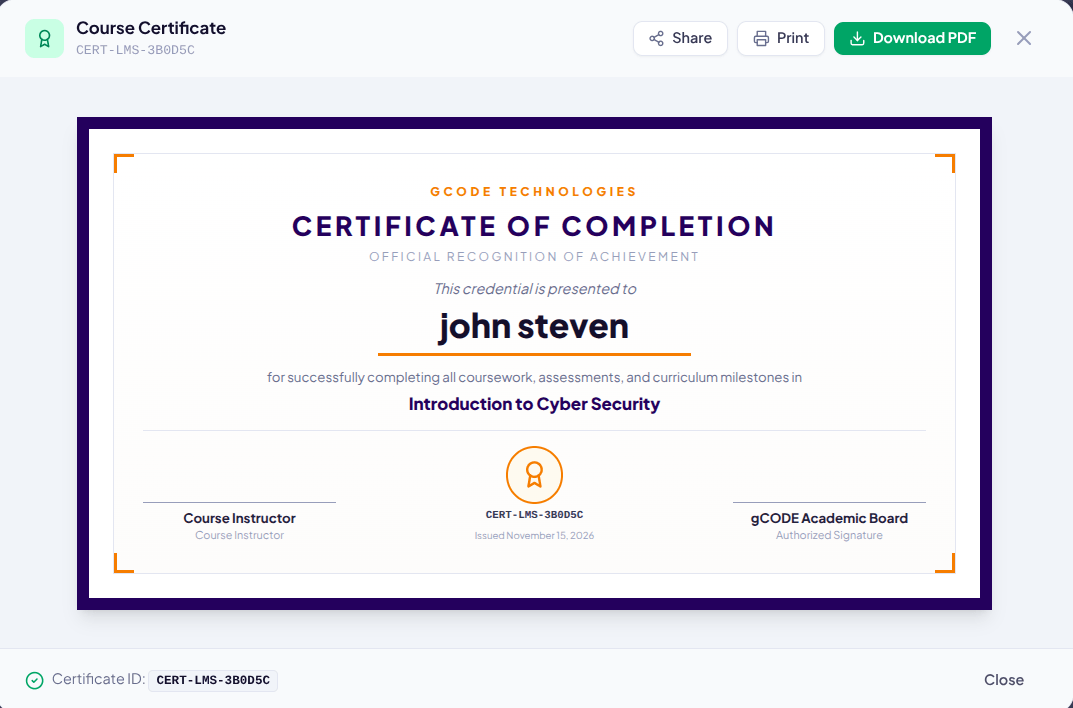 Course Certificate
CERT-LMS-3B0D5C
Share
Print
Download PDF
GCODE TECHNOLOGIES
CERTIFICATE OF COMPLETION
OFFICIAL RECOGNITION OF ACHIEVEMENT
This credential is presented to
john steven
for successfully completing all coursework, assessments, and curriculum milestones in
Introduction to Cyber Security
Course Instructor
Course Instructor
CERT-LMS-3B0D5C
Issued November 15, 2026
gCODE Academic Board
Authorized Signature
Certificate ID: CERT-LMS-3B0D5C
Close